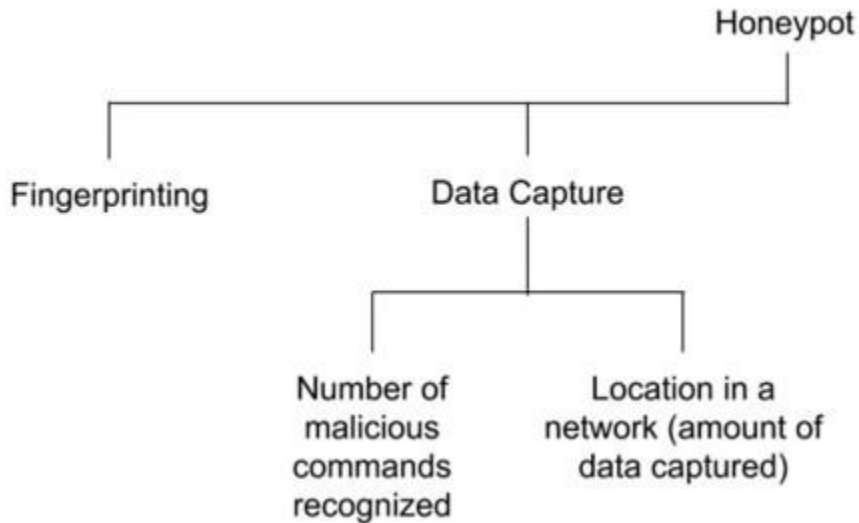 Honeypot
Fingerprinting
Data Capture
Number of
malicious
commands
recognized
Location in a
network (amount of
data captured)